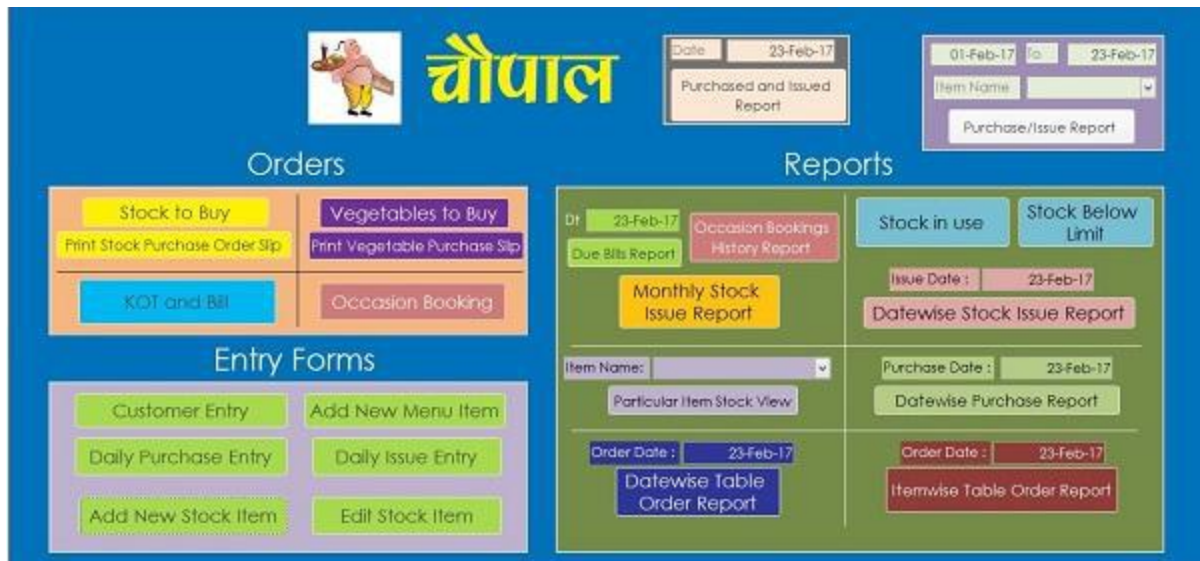 चौपाल
Date 23-Feb-17
Purchased and Issued
Report
01-Feb-17 To 23-Feb-17
Item Name
Purchase/Issue Report
Orders
Stock to Buy
Vegetables to Buy
Print Stock Purchase Order Slip
Print Vegetable Purchase Slip
KOT and Bill
Occasion Booking
Entry Forms
Customer Entry
Add New Menu Item
Daily Purchase Entry
Daily Issue Entry
Add New Stock Item
Edit Stock Item
Reports
Dt 23-Feb-17
Due Bills Report
Occasion Bookings
History Report
Monthly Stock
Issue Report
Stock in use
Stock Below
Limit
Issue Date : 23-Feb-17
Datewise Stock Issue Report
Item Name:
Particular Item Stock View
Purchase Date : 23-Feb-17
Datewise Purchase Report
Order Date : 23-Feb-17
Datewise Table
Order Report
Order Date : 23-Feb-17
Itemwise Table Order Report